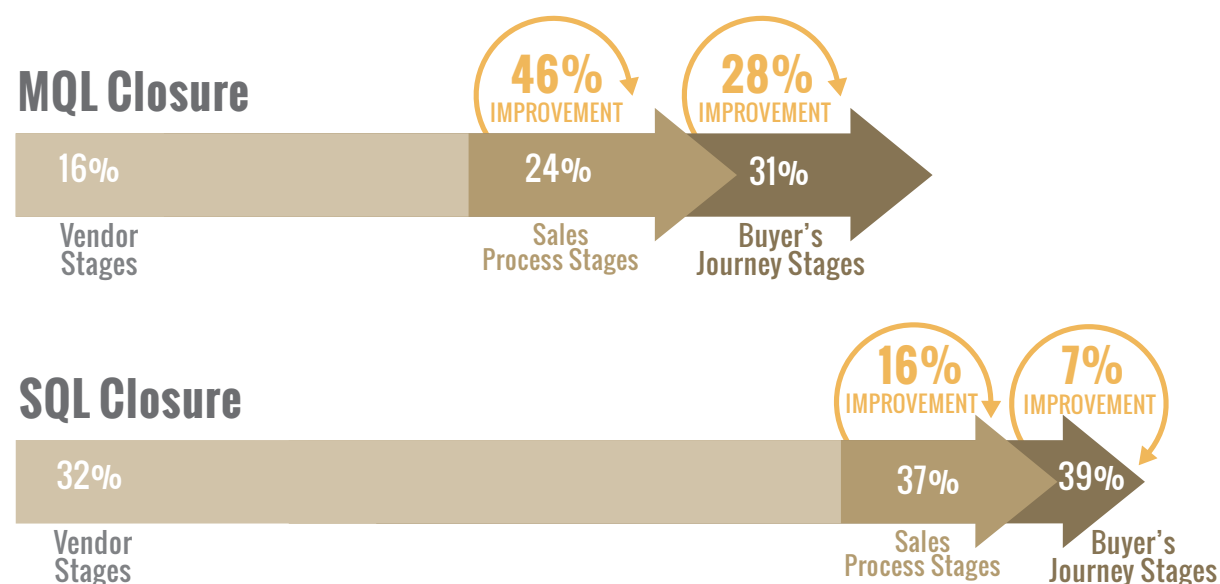 MQL Closure
46%
IMPROVEMENT
28%
IMPROVEMENT
16%
24%
31%
Vendor
Stages
Sales
Process Stages
Buyer's
Journey Stages
SQL Closure
16%
IMPROVEMENT
7%
IMPROVEMENT
32%
37%
39%
Vendor
Stages
Sales
Process Stages
Buyer's
Journey Stages